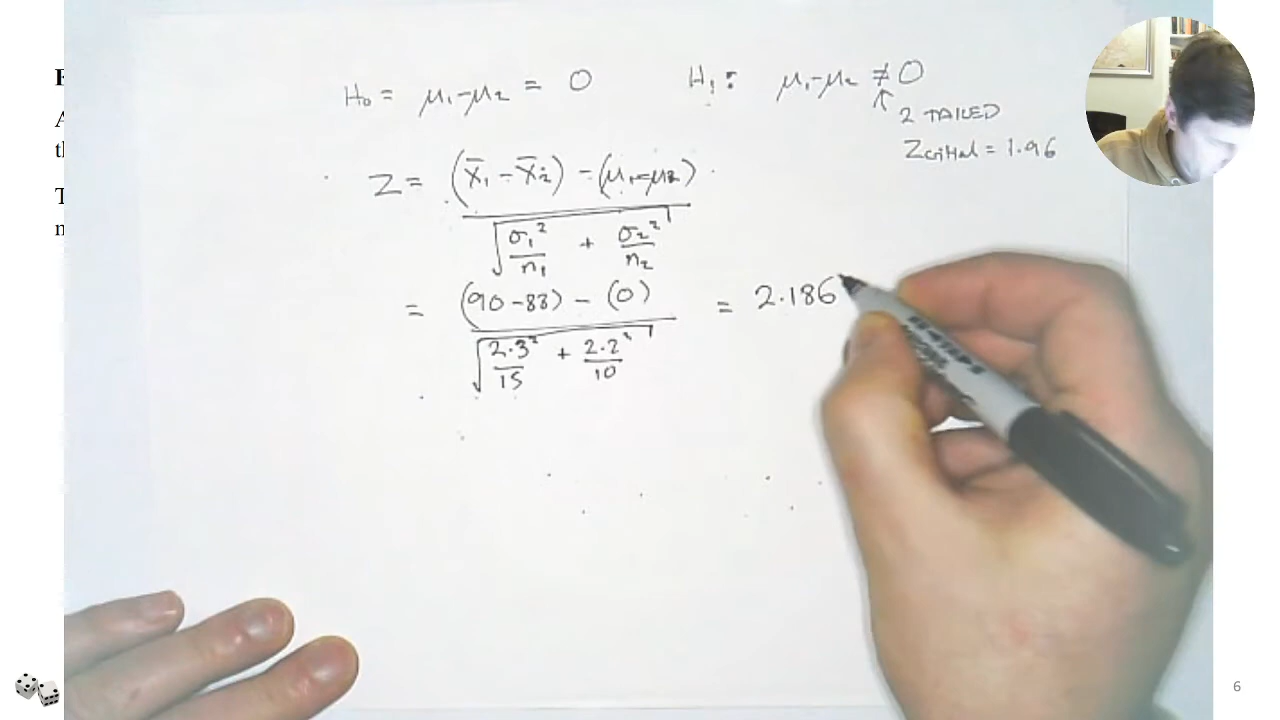 H₀ = μ₁-μ₂ = 0 H₁: μ₁-μ₂ ≠ 0
↑
2 TAILED
Zcritical = 1.96
Z = (x̄₁ - x̄₂) - (μ₁-μ₂)
√ σ₁²/n₁ + σ₂²/n₂
= (90-88) - (0) = 2.186
√ 2.3²/15 + 2.2²/10
6